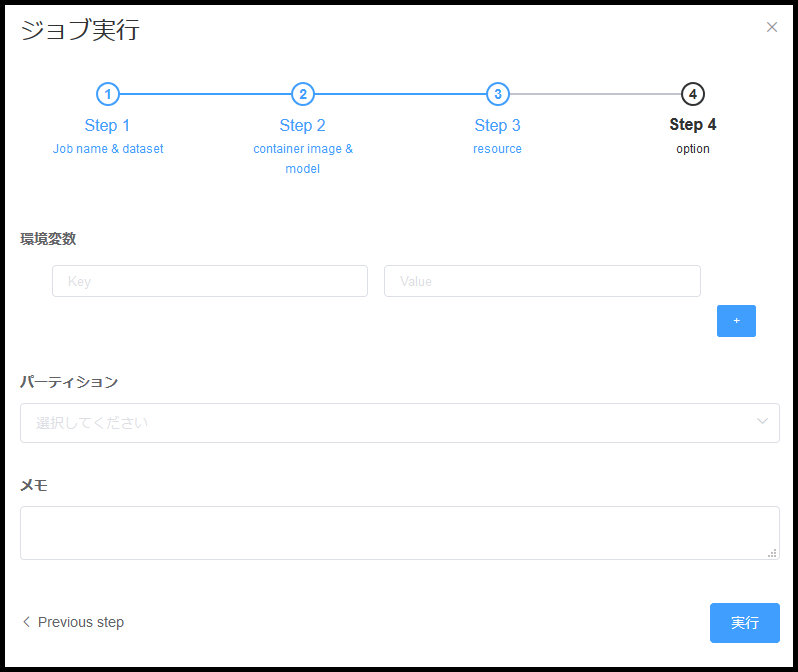 ジョブ実行
1 2 3 4
Step 1 Step 2 Step 3 Step 4
Job name & dataset container image & resource option
model
環境変数
Key Value
+
パーティション
選択してください
メモ
Previous step 実行